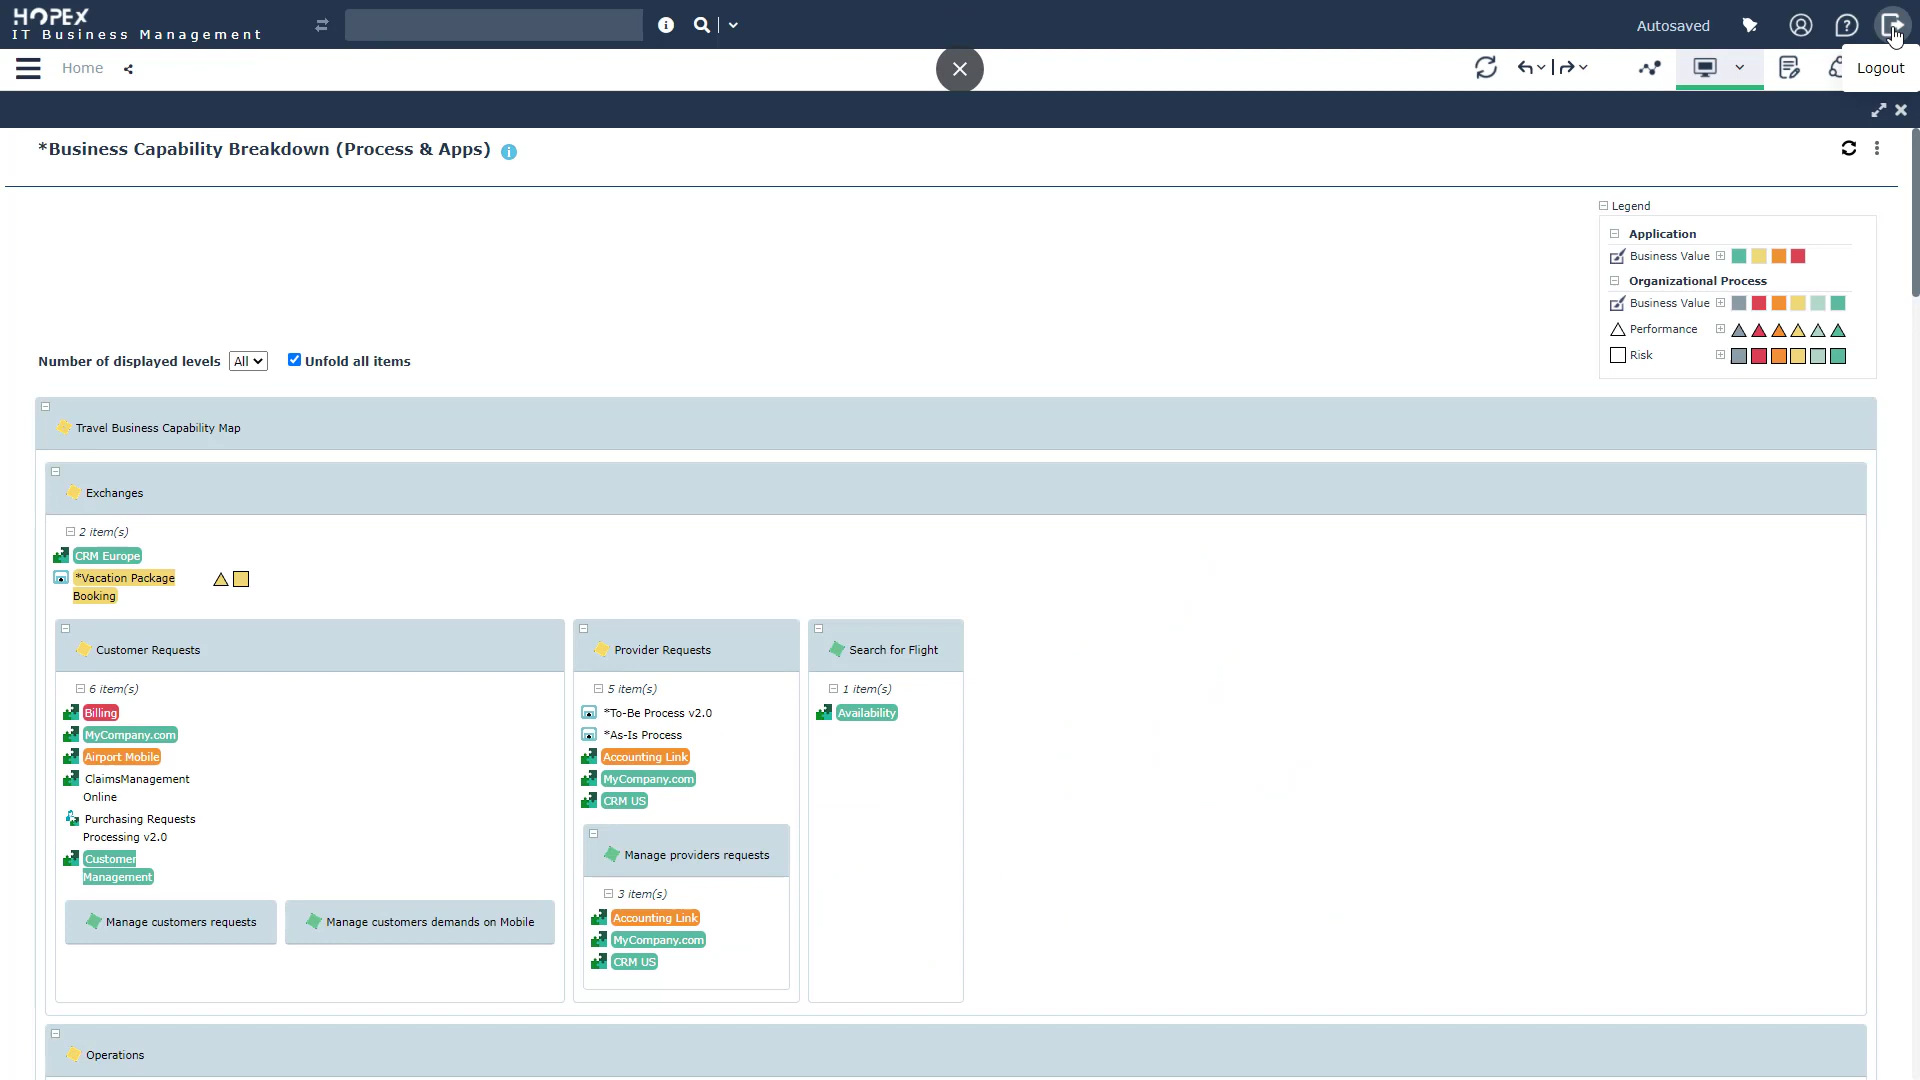 HOPEX
IT Business Management
Autosaved
Home
Logout
*Business Capability Breakdown (Process & Apps)
Legend
Application
Business Value
Organizational Process
Business Value
Performance
Risk
Number of displayed levels All Unfold all items
Travel Business Capability Map
Exchanges
2 item(s)
CRM Europe
*Vacation Package
Booking
Customer Requests
6 item(s)
Billing
MyCompany.com
Airport Mobile
ClaimsManagement
Online
Purchasing Requests
Processing v2.0
Customer
Management
Manage customers requests
Manage customers demands on Mobile
Provider Requests
5 item(s)
*To-Be Process v2.0
*As-Is Process
Accounting Link
MyCompany.com
CRM US
Manage providers requests
3 item(s)
Accounting Link
MyCompany.com
CRM US
Search for Flight
1 item(s)
Availability
Operations